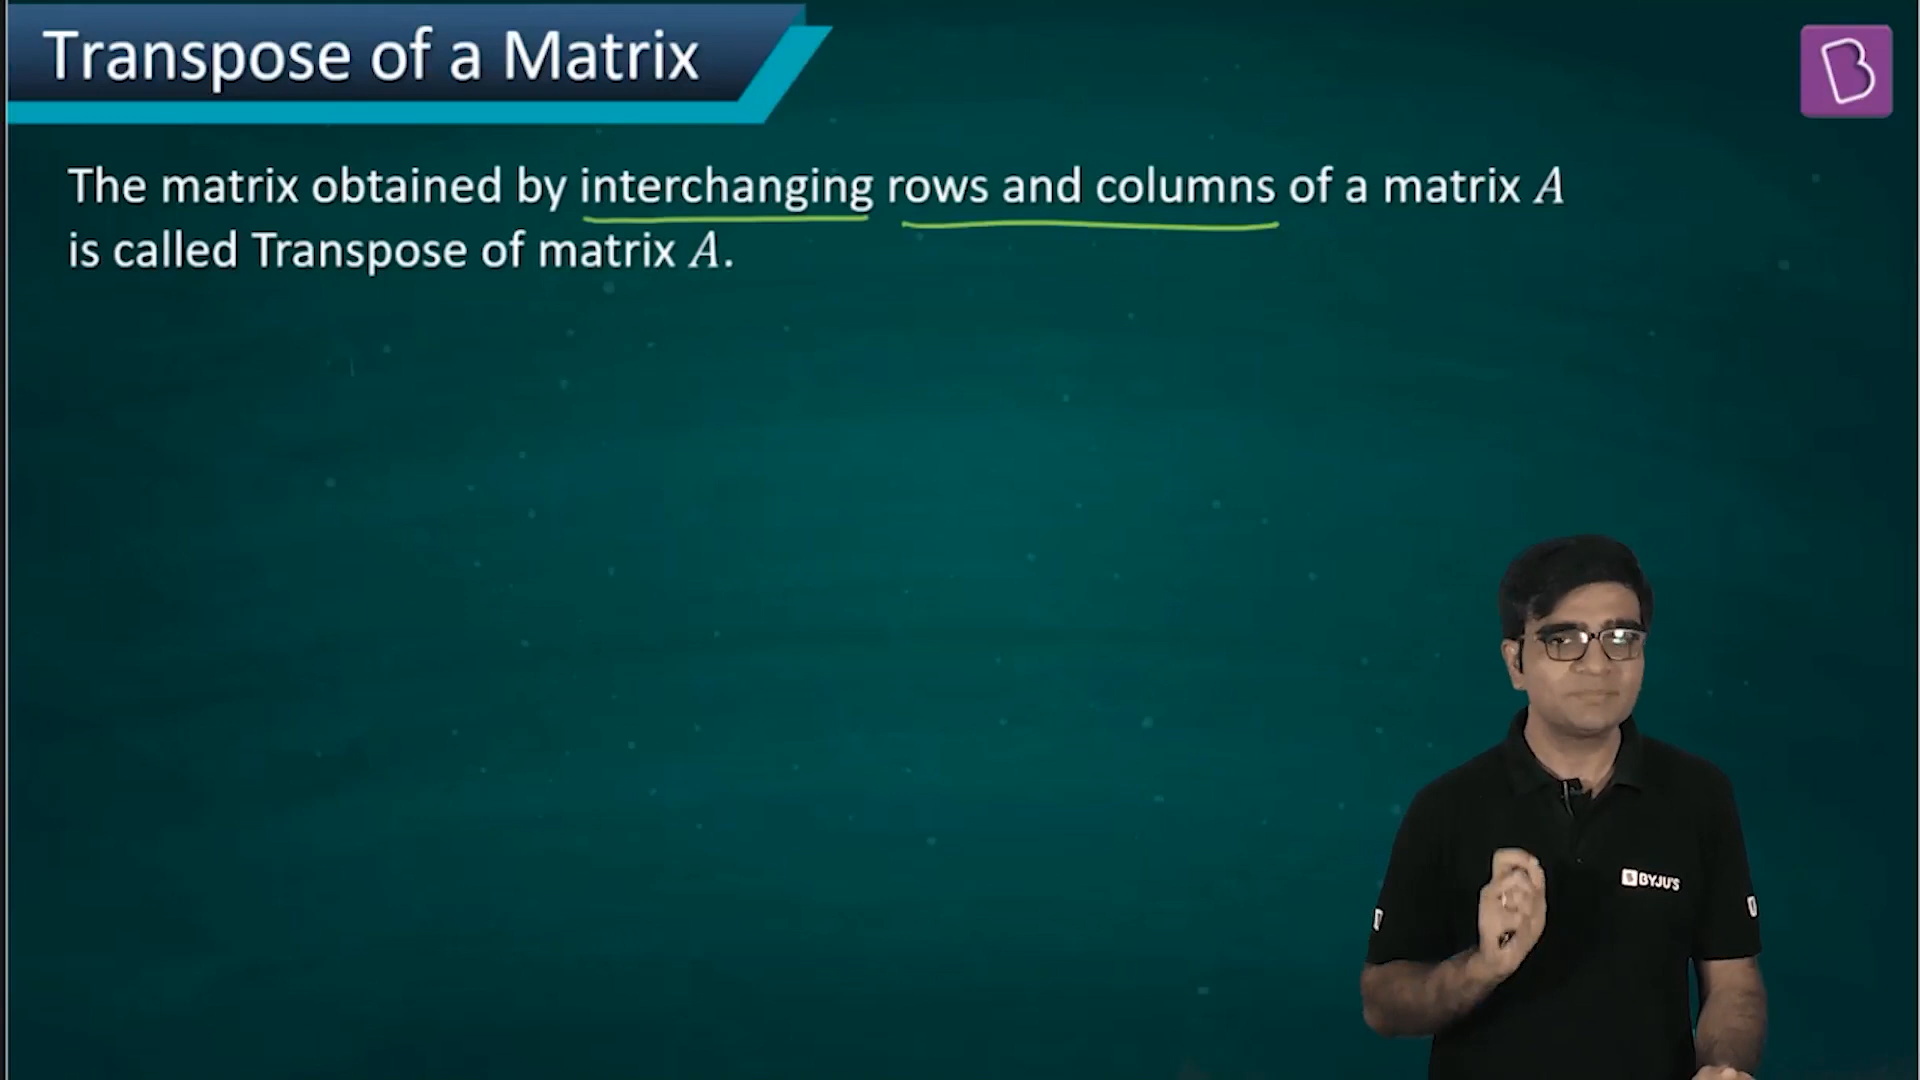 Transpose of a Matrix
The matrix obtained by interchanging rows and columns of a matrix A
is called Transpose of matrix A.
BYJU'S